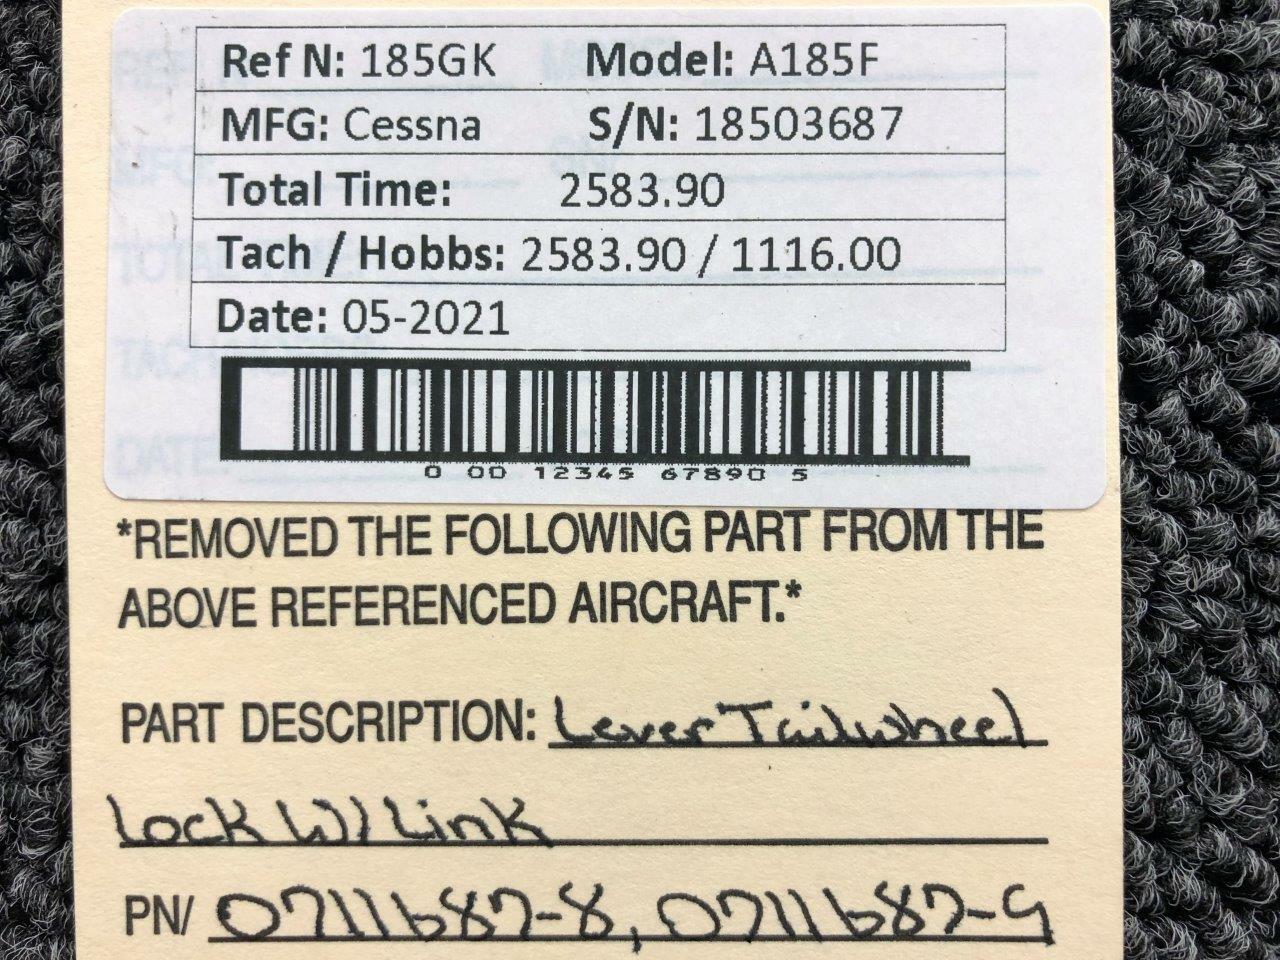 Ref N: 185GK Model: A185F
MFG: Cessna S/N: 18503687
Total Time: 2583.90
Tach / Hobbs: 2583.90 / 1116.00
Date: 05-2021
0 00 12345 67890 5
*REMOVED THE FOLLOWING PART FROM THE
ABOVE REFERENCED AIRCRAFT.*
PART DESCRIPTION: Lever Tailwheel
Lock W/ Link
PN/ 0711687-8, 0711687-9